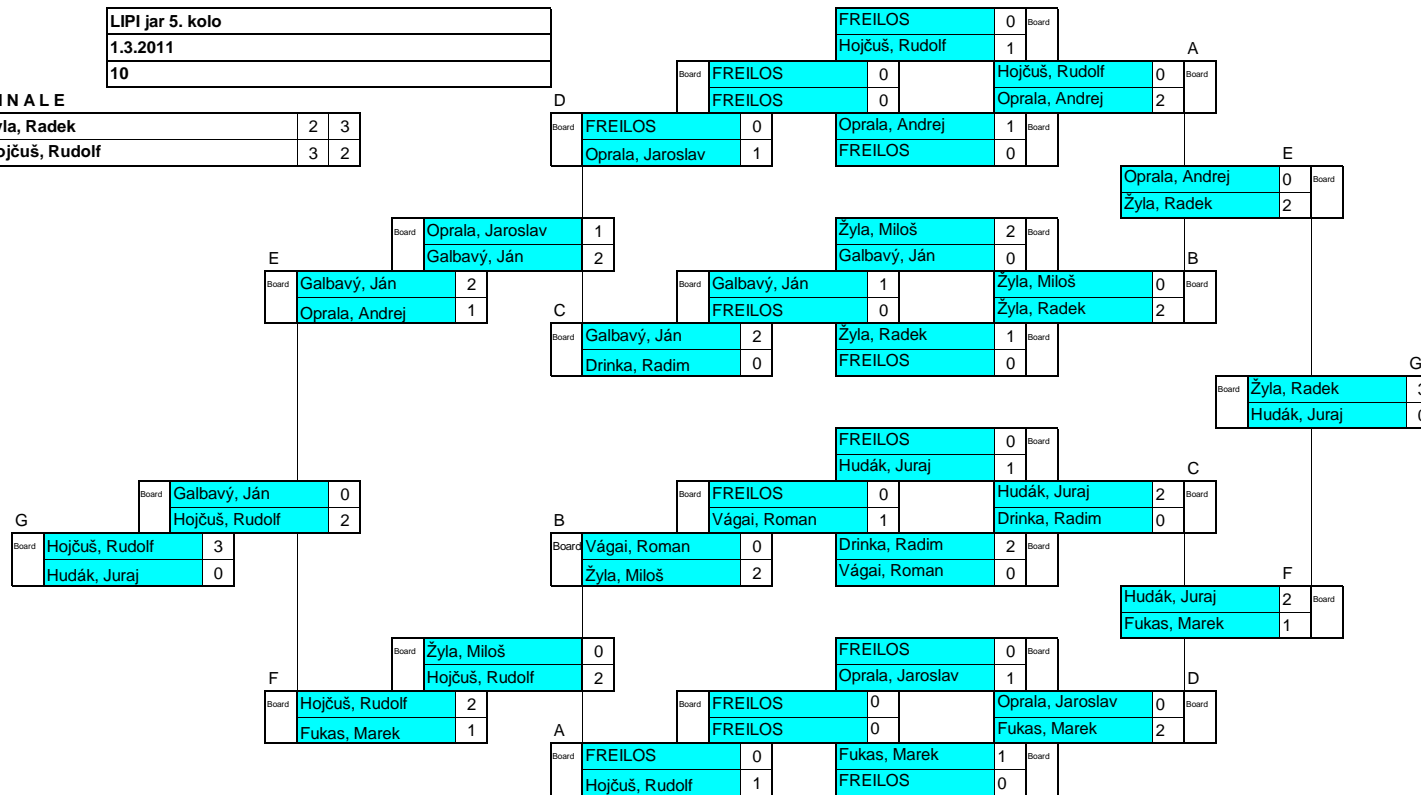 LIPI jar 5. kolo
1.3.2011
10
FREILOS 0 Board
Hojčuš, Rudolf 1
A
Board FREILOS 0
FREILOS 0
Hojčuš, Rudolf 0 Board
Oprala, Andrej 2
N A L E
D
Radek 2 3
Rudolf 3 2
Board FREILOS 0
Oprala, Jaroslav 1
Oprala, Andrej 1 Board
FREILOS 0
E
Oprala, Andrej 0 Board
Žyla, Radek 2
Board Oprala, Jaroslav 1
Galbavý, Ján 2
Žyla, Miloš 2 Board
Galbavý, Ján 0
E
B
Board Galbavý, Ján 2
Oprala, Andrej 1
Board Galbavý, Ján 1
FREILOS 0
Žyla, Miloš 0 Board
Žyla, Radek 2
C
Board Galbavý, Ján 2
Drinka, Radim 0
Žyla, Radek 1 Board
FREILOS 0
G
Board Žyla, Radek
Hudák, Juraj
FREILOS 0 Board
Hudák, Juraj 1
C
Board Galbavý, Ján 0
Hojčuš, Rudolf 2
Board FREILOS 0
Vágai, Roman 1
Hudák, Juraj 2 Board
Drinka, Radim 0
G
B
Board Hojčuš, Rudolf 3
Hudák, Juraj 0
Board Vágai, Roman 0
Žyla, Miloš 2
Drinka, Radim 2 Board
Vágai, Roman 0
F
Hudák, Juraj 2 Board
Fukas, Marek 1
Board Žyla, Miloš 0
Hojčuš, Rudolf 2
FREILOS 0 Board
Oprala, Jaroslav 1
F
D
Board Hojčuš, Rudolf 2
Fukas, Marek 1
Board FREILOS 0
FREILOS 0
Oprala, Jaroslav 0 Board
Fukas, Marek 2
A
Board FREILOS 0
Hojčuš, Rudolf 1
Fukas, Marek 1 Board
FREILOS 0